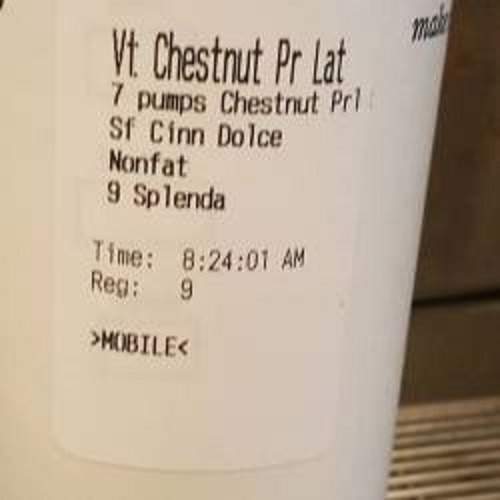 make
Vt Chestnut Pr Lat
7 pumps Chestnut Prl
Sf Cinn Dolce
Nonfat
9 Splenda
Time: 8:24:01 AM
Reg: 9
>MOBILE<